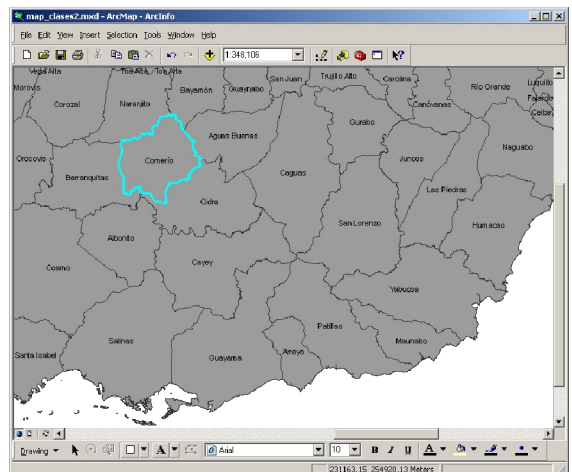 map_clases2.mxd - ArcMap - ArcInfo
File Edit View Insert Selection Tools Window Help
1:348,106
Vega Alta Toa Alta Toa Alta San Juan Trujillo Alto Carolina Río Grande Luquillo
Morovis Corozal Naranjito Bayamón Guaynabo Canóvanas Fajardo
Ceiba
Aguas Buenas Gurabo Naguabo
Orocovis Comerío Caguas Juncos
Barranquitas Las Piedras
Cidra San Lorenzo Humacao
Aibonito
Coamo Cayey
Yabucoa
Patillas
Salinas Maunabo
Santa Isabel Guayama Arroyo
Drawing A Arial 10 B I U A
231163.15 254920.13 Meters